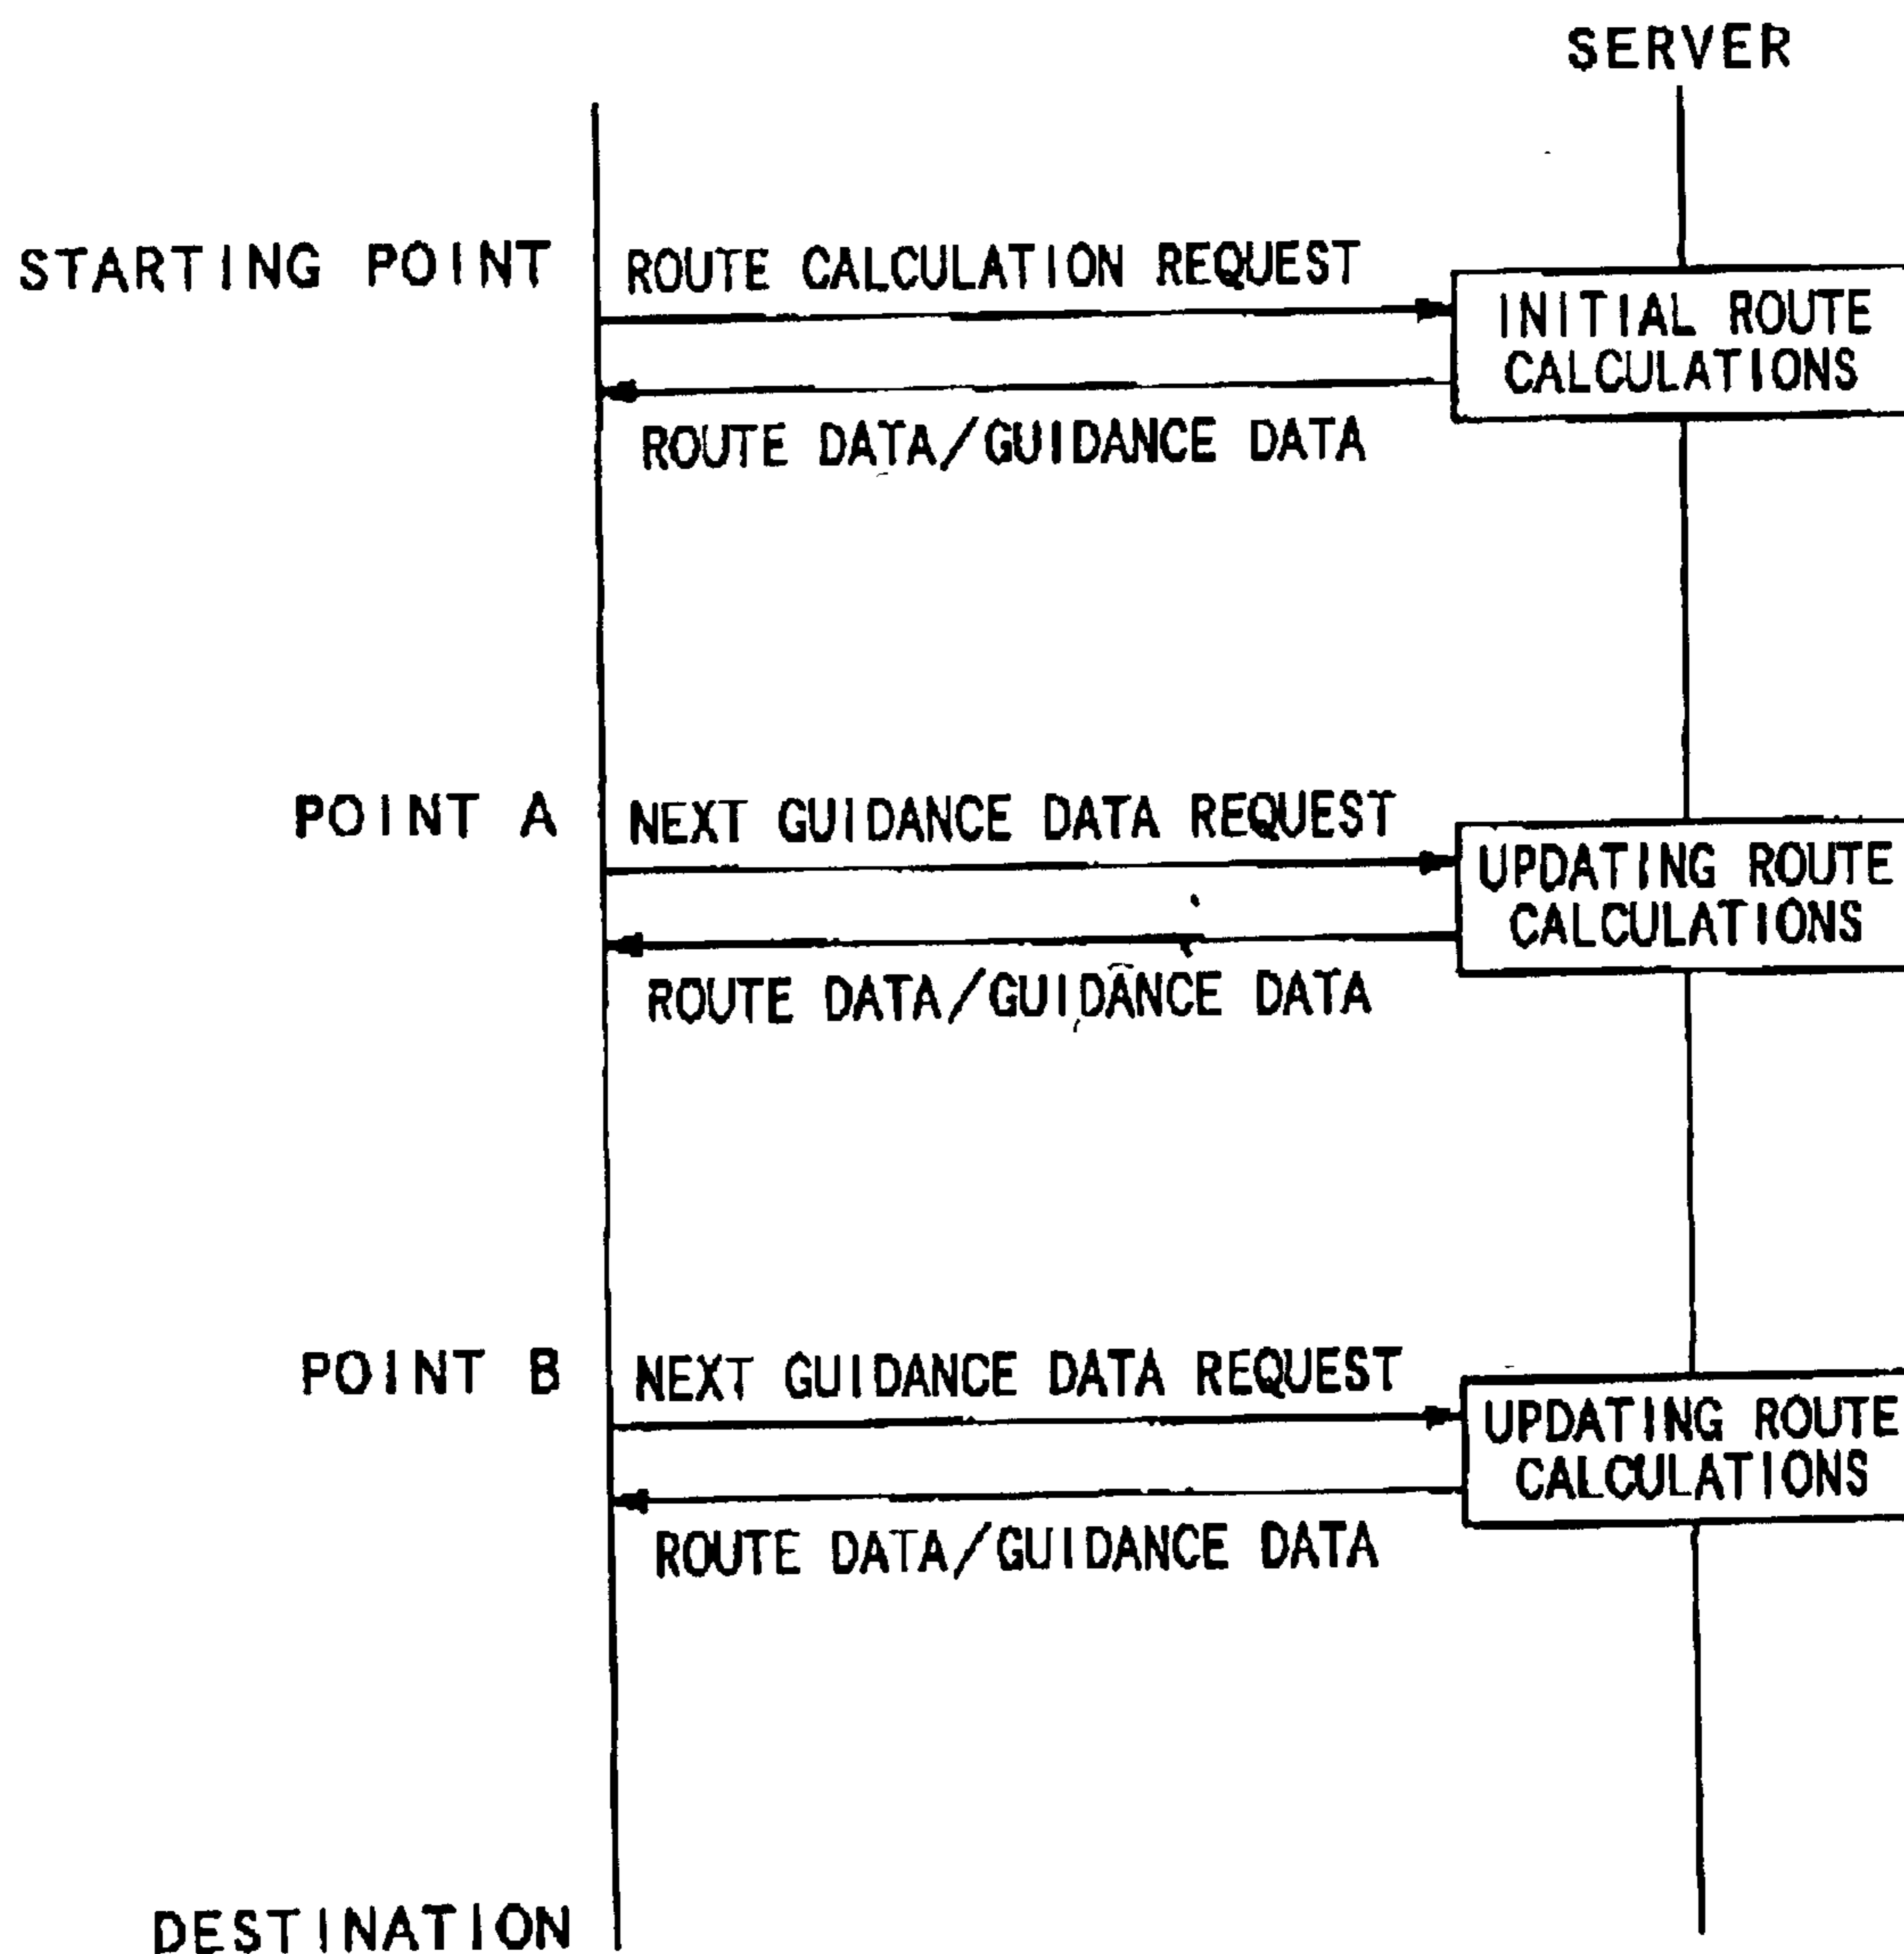 SERVER
STARTING POINT
ROUTE CALCULATION REQUEST
INITIAL ROUTE
CALCULATIONS
ROUTE DATA/GUIDANCE DATA
POINT A
NEXT GUIDANCE DATA REQUEST
UPDATING ROUTE
CALCULATIONS
ROUTE DATA/GUIDANCE DATA
POINT B
NEXT GUIDANCE DATA REQUEST
UPDATING ROUTE
CALCULATIONS
ROUTE DATA/GUIDANCE DATA
DESTINATION